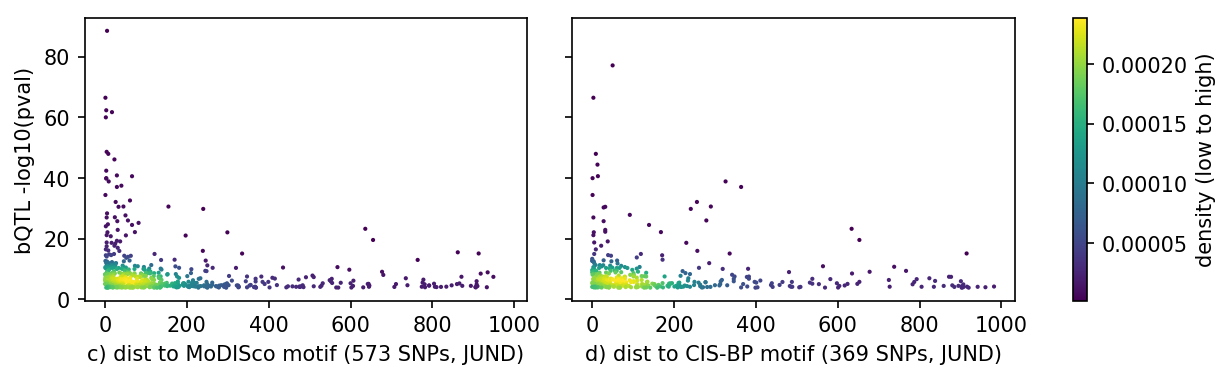 bQTL -log10(pval)
80
60
40
20
0
0 200 400 600 800 1000
c) dist to MoDISco motif (573 SNPs, JUND)
0 200 400 600 800 1000
d) dist to CIS-BP motif (369 SNPs, JUND)
0.00020
0.00015
0.00010
0.00005
density (low to high)